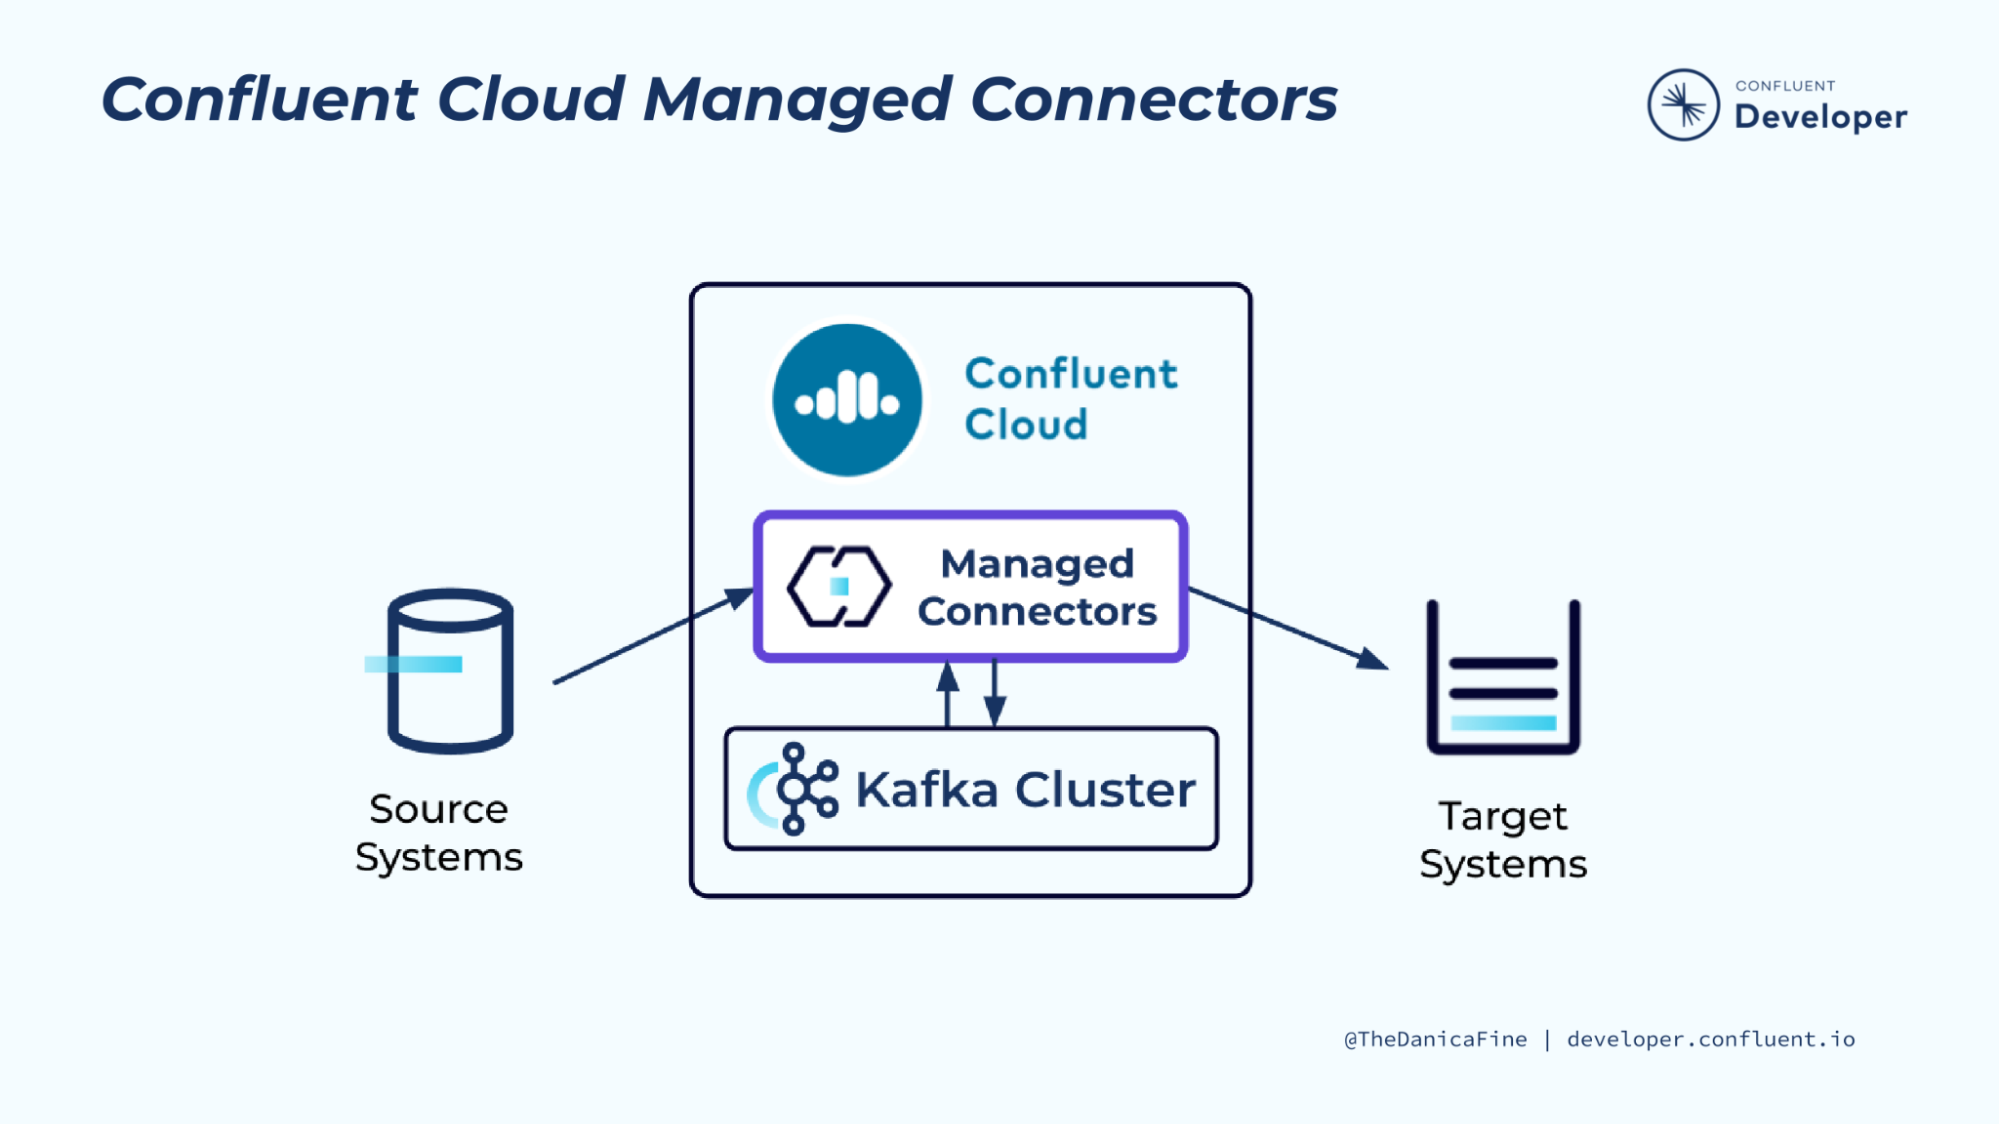 Confluent Cloud Managed Connectors
CONFLUENT
Developer
Confluent
Cloud
Managed
Connectors
Kafka Cluster
Source
Systems
Target
Systems
@TheDanicaFine | developer.confluent.io